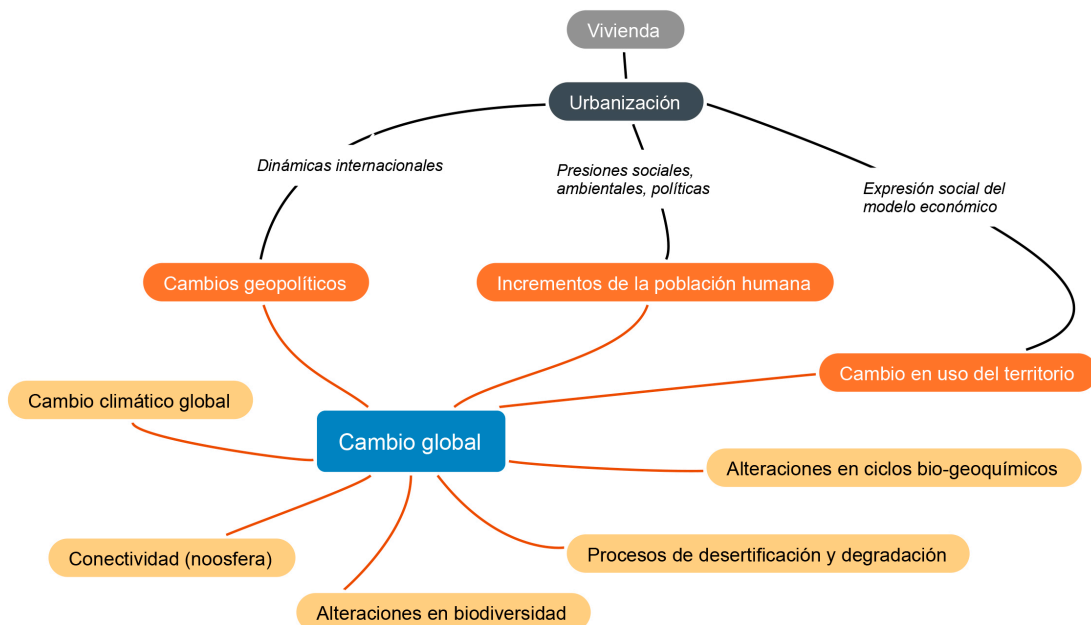 Vivienda
Urbanización
Dinámicas internacionales
Presiones sociales,
ambientales, políticas
Expresión social del
modelo económico
Cambios geopolíticos
Incrementos de la población humana
Cambio en uso del territorio
Cambio climático global
Cambio global
Alteraciones en ciclos bio-geoquímicos
Conectividad (noosfera)
Procesos de desertificación y degradación
Alteraciones en biodiversidad